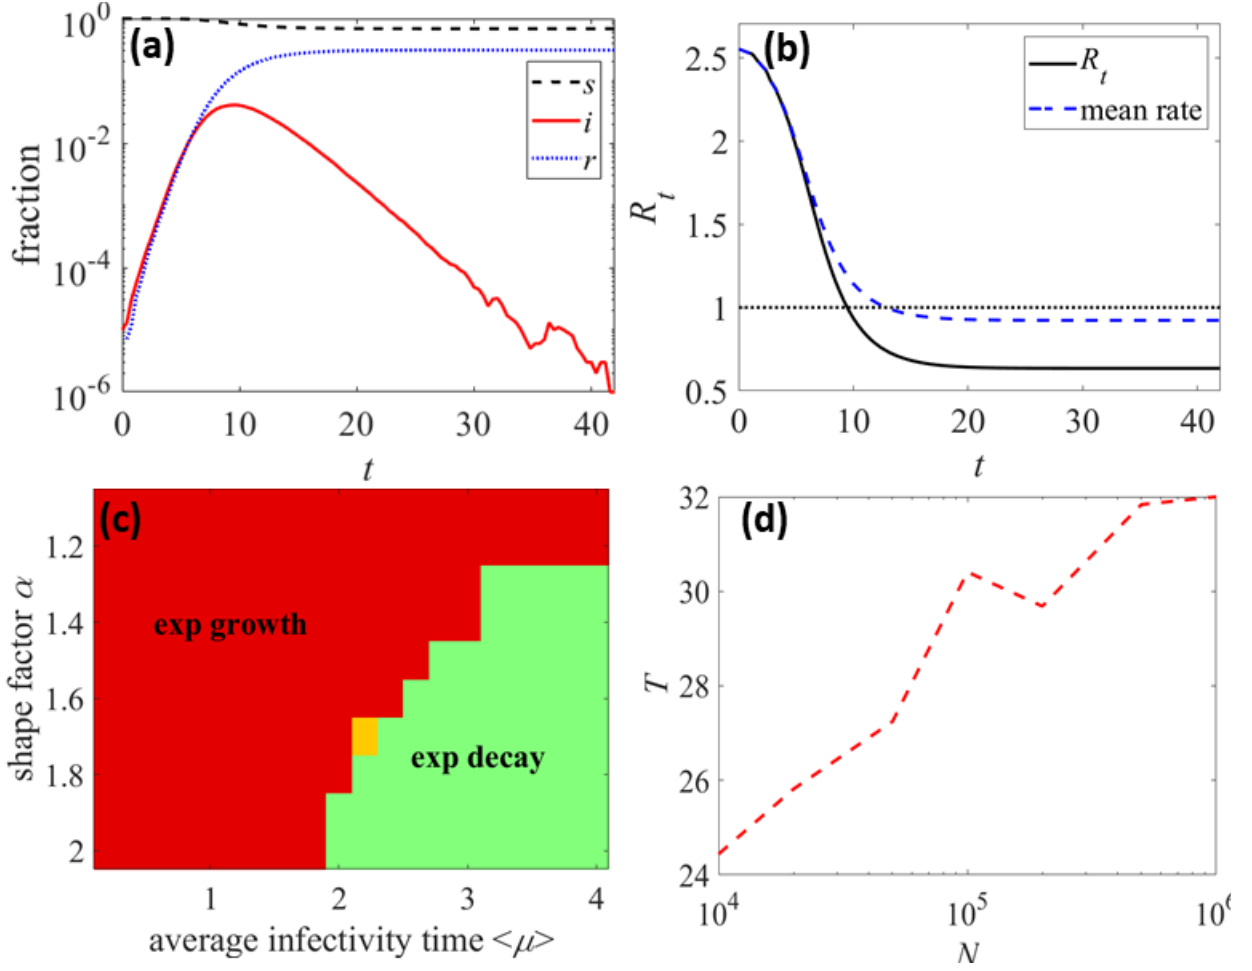 (a)
10^0
10^-2
10^-4
10^-6
fraction
s
i
r
0 10 20 30 40
t
(b)
2.5
2
1.5
1
0.5
R_t
R_t
mean rate
0 10 20 30 40
t
(c)
1.2
1.4
1.6
1.8
2
shape factor α
exp growth
exp decay
1 2 3 4
average infectivity time <μ>
(d)
32
30
28
26
24
T
10^4 10^5 10^6
N